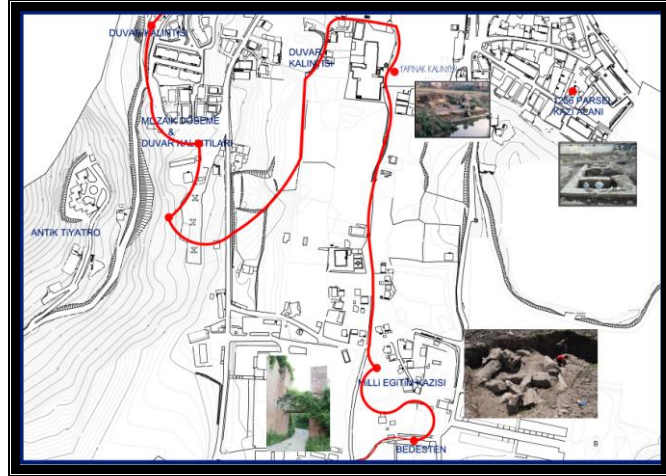 DUVAR KALINTISI
DUVAR
KALINTISI
TAPINAK KALINTISI
1256 PARSEL
KAZI ALANI
MOZAİK DÖŞEME
&
DUVAR KALINTILARI
ANTİK TİYATRO
MİLLİ EĞİTİM KAZISI
BEDESTEN